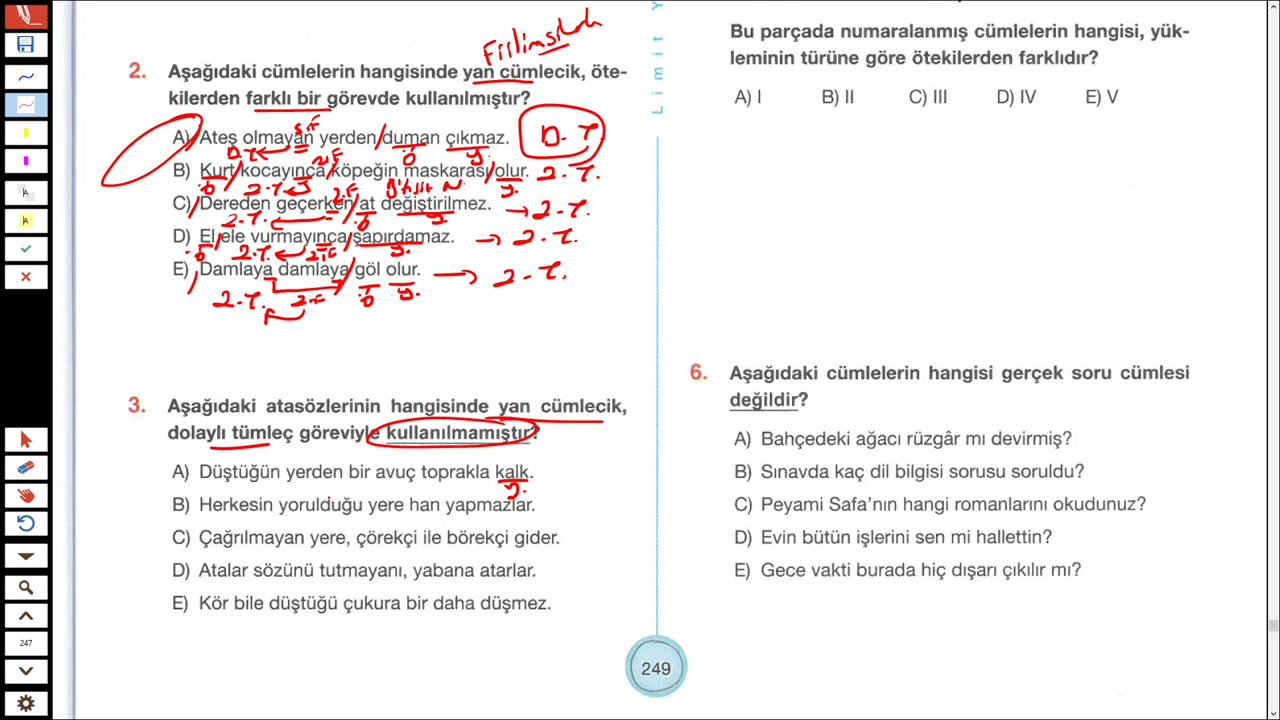 Fiilimsiler
2. Aşağıdaki cümlelerin hangisinde yan cümlecik, öte-
kilerden farklı bir görevde kullanılmıştır?
A) Ateş olmayan yerden/duman çıkmaz. D. T
B) Kurt kocayınca/köpeğin maskarası olur. 2. T.
C) Dereden geçerken at değiştirilmez. → 2. T.
D) El ele vurmayınca şapırdamaz. → 2. T.
E) Damlaya damlaya göl olur. → 2. T.
3. Aşağıdaki atasözlerinin hangisinde yan cümlecik,
dolaylı tümleç göreviyle kullanılmamıştır?
A) Düştüğün yerden bir avuç toprakla kalk.
y.
B) Herkesin yorulduğu yere han yapmazlar.
C) Çağrılmayan yere, çörekçi ile börekçi gider.
D) Atalar sözünü tutmayanı, yabana atarlar.
E) Kör bile düştüğü çukura bir daha düşmez.
Limit Y
249
Bu parçada numaralanmış cümlelerin hangisi, yük-
leminin türüne göre ötekilerden farklıdır?
A) I B) II C) III D) IV E) V
6. Aşağıdaki cümlelerin hangisi gerçek soru cümlesi
değildir?
A) Bahçedeki ağacı rüzgâr mı devirmiş?
B) Sınavda kaç dil bilgisi sorusu soruldu?
C) Peyami Safa’nın hangi romanlarını okudunuz?
D) Evin bütün işlerini sen mi hallettin?
E) Gece vakti burada hiç dışarı çıkılır mı?
247